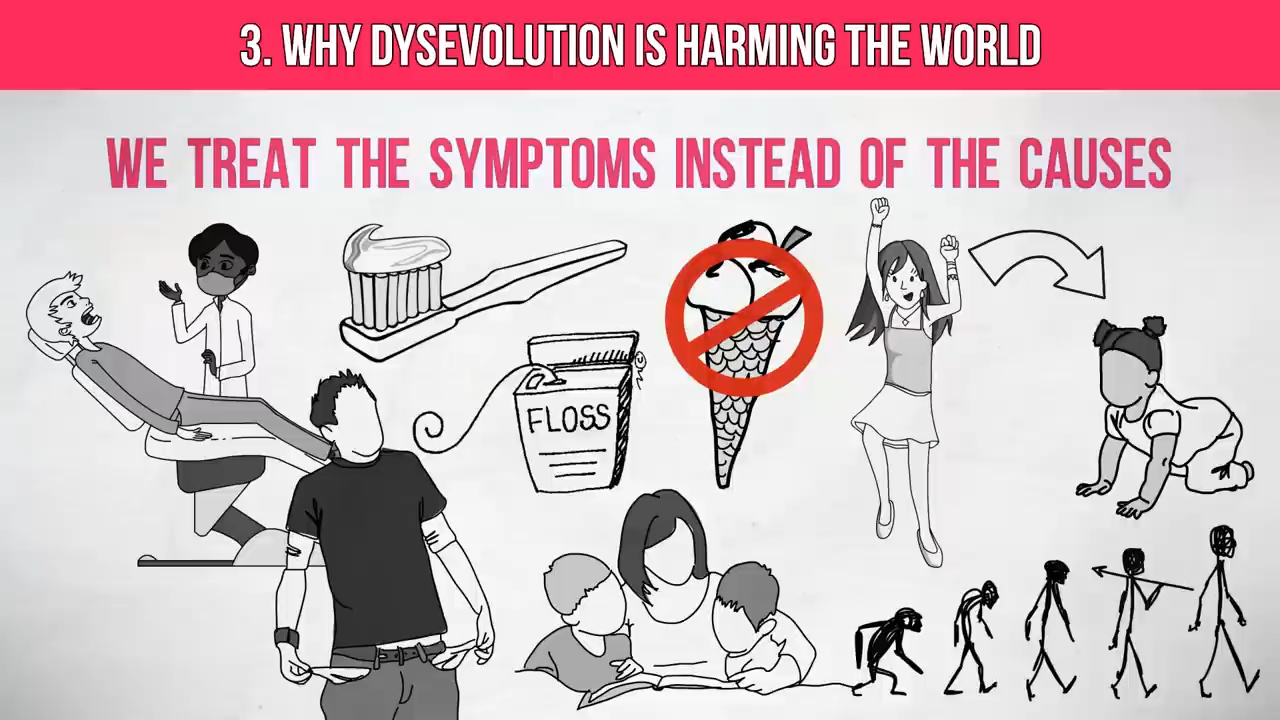 3. WHY DYSEVOLUTION IS HARMING THE WORLD
WE TREAT THE SYMPTOMS INSTEAD OF THE CAUSES
FLOSS